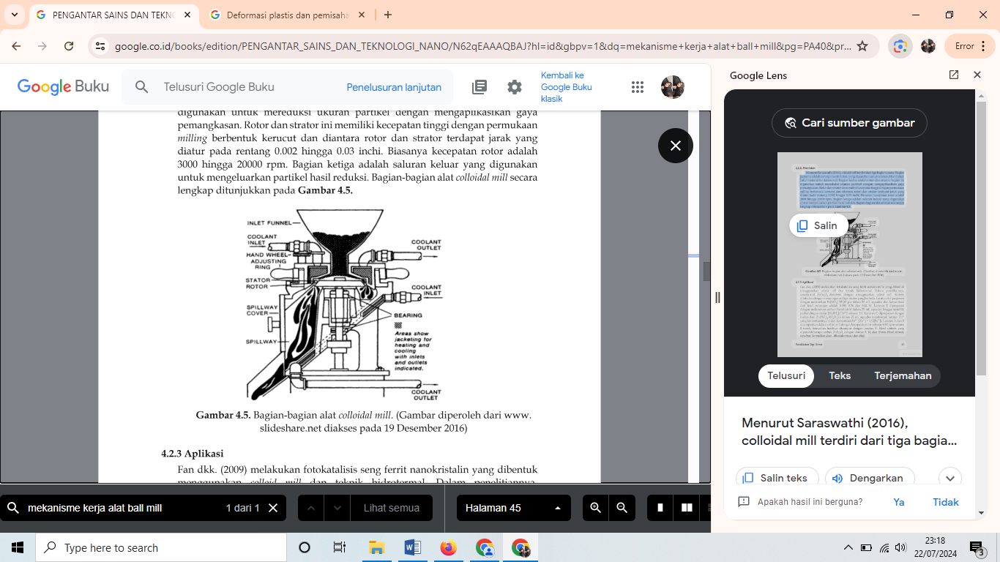 PENGANTAR SAINS DAN TEKN
Deformasi plastis dan pemisaha
google.co.id/books/edition/PENGANTAR_SAINS_DAN_TEKNOLOGI_NANO/N62qEAAAQBAJ?hl=id&gbpv=1&dq=mekanisme+kerja+alat+ball+mill&pg=PA40&pr...
Error
Google Buku
Telusuri Google Buku
Penelusuran lanjutan
Kembali ke
Google Buku
klasik
digunakan untuk mereduksi ukuran partikel dengan mengaplikasikan gaya
pemangkasan. Rotor dan strator ini memiliki kecepatan tinggi dengan permukaan
milling berbentuk kerucut dan diantara rotor dan strator terdapat jarak yang
diatur pada rentang 0.002 hingga 0.03 inchi. Biasanya kecepatan rotor adalah
3000 hingga 20000 rpm. Bagian ketiga adalah saluran keluar yang digunakan
untuk mengeluarkan partikel hasil reduksi. Bagian-bagian alat colloidal mill secara
lengkap ditunjukkan pada Gambar 4.5.
INLET FUNNEL
COOLANT
INLET
HAND WHEEL
ADJUSTING
RING
STATOR
ROTOR
SPILLWAY
COVER
SPILLWAY
COOLANT
OUTLET
COOLANT
INLET
BEARING
Areas show
jacketing for
heating and
cooling
with inlets
and outlets
indicated.
COOLANT
OUTLET
Gambar 4.5. Bagian-bagian alat colloidal mill. (Gambar diperoleh dari www.
slideshare.net diakses pada 19 Desember 2016)
4.2.3 Aplikasi
Fan dkk. (2009) melakukan fotokatalisis seng ferrit nanokristalin yang dibentuk
menggunakan colloid mill dan teknik hidrotermal. Dalam penelitiannya,
mekanisme kerja alat ball mill
1 dari 1
Lihat semua
Halaman 45
Google Lens
Cari sumber gambar
Salin
Telusuri
Teks
Terjemahan
Menurut Saraswathi (2016),
colloidal mill terdiri dari tiga bagia...
Salin teks
Dengarkan
Apakah hasil ini berguna?
Ya
Tidak
Type here to search
23:18
22/07/2024
3